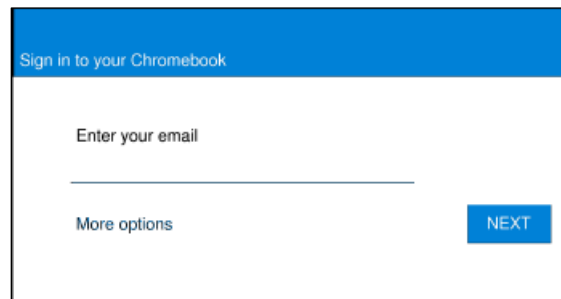 Sign in to your Chromebook
Enter your email
More options
NEXT